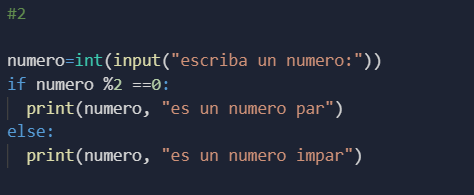 #2
numero=int(input("escriba un numero:"))
if numero %2 ==0:
  print(numero, "es un numero par")
else:
  print(numero, "es un numero impar")